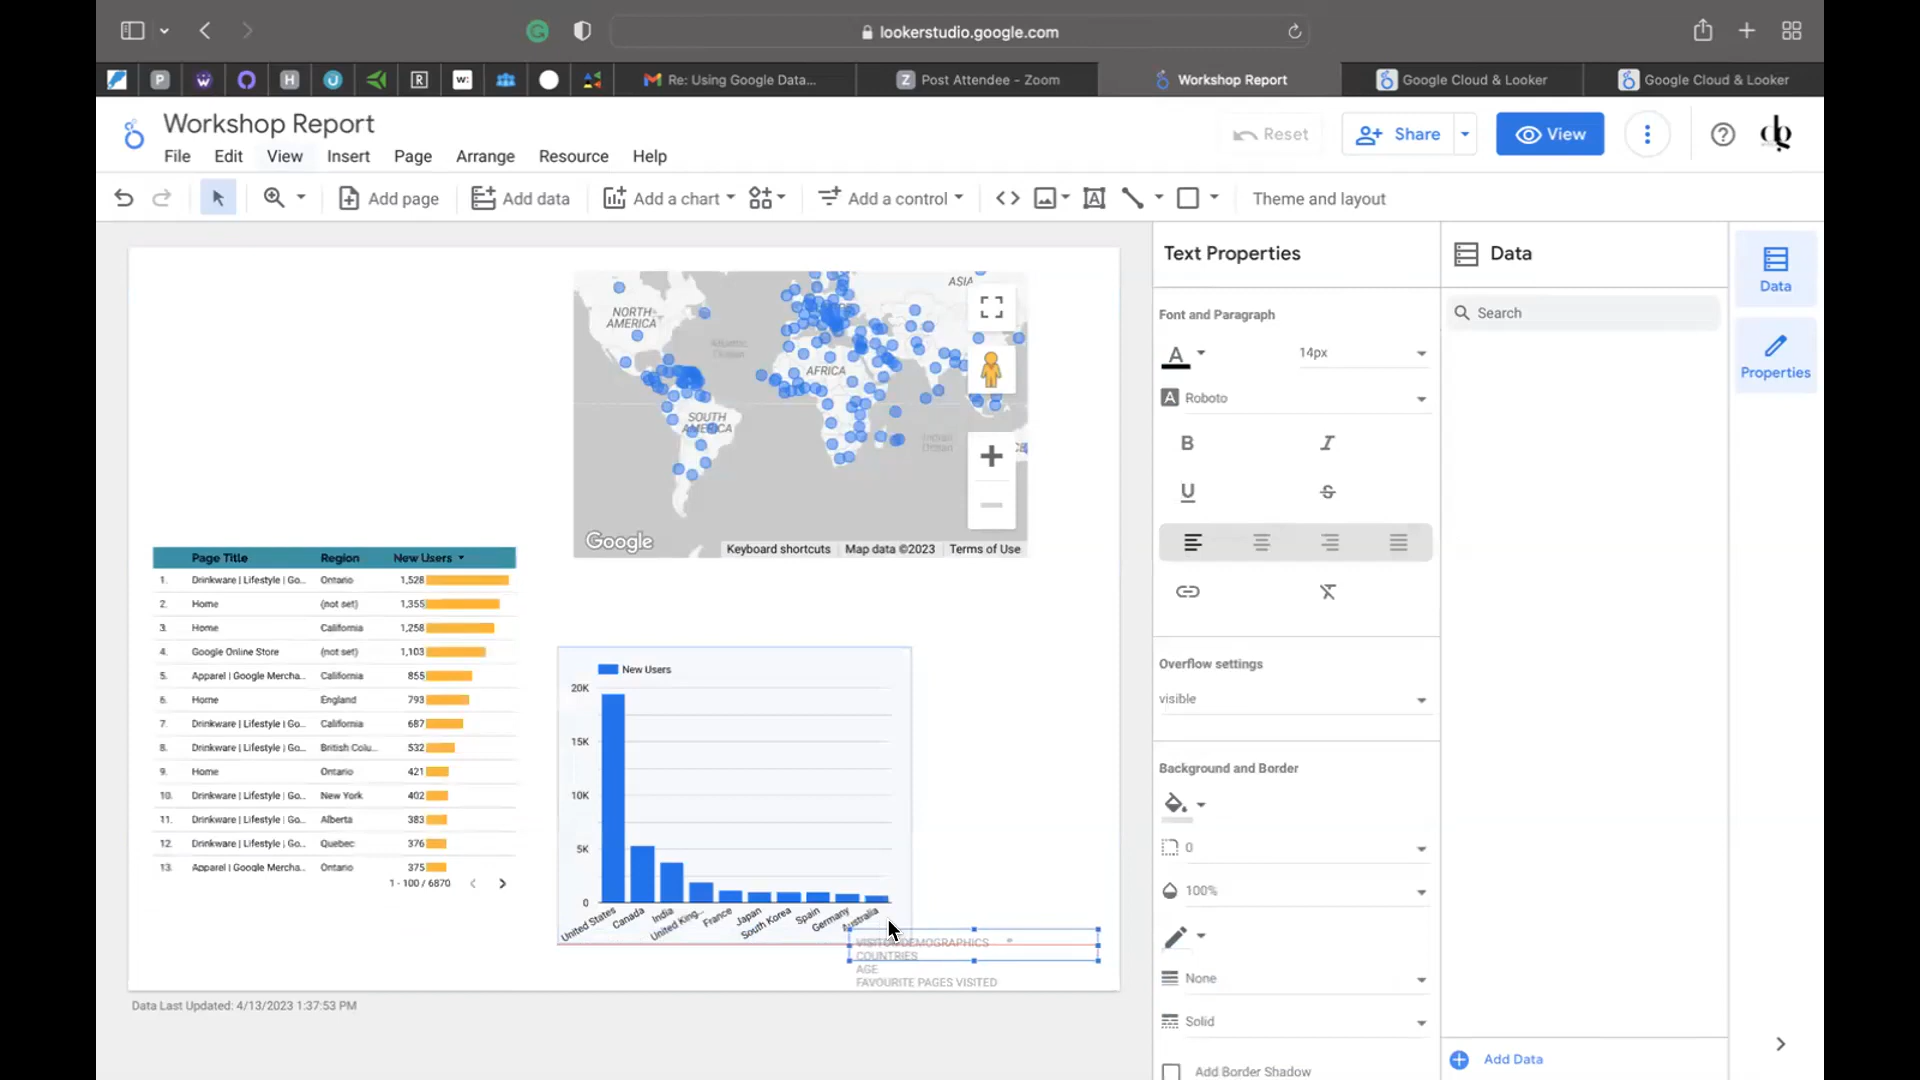 lookerstudio.google.com
P
H
J
R
w:
Re: Using Google Data...
Z Post Attendee - Zoom
Workshop Report
Google Cloud & Looker
Google Cloud & Looker
Workshop Report
Reset
Share
View
File Edit View Insert Page Arrange Resource Help
Add page
Add data
Add a chart
Add a control
Theme and layout
Text Properties
Data
Data
Properties
Search
Font and Paragraph
A
14px
A Roboto
B
I
U
S
Overflow settings
visible
Background and Border
0
100%
None
Solid
Add Border Shadow
Add Data
NORTH AMERICA
ASIA
Atlantic Ocean
AFRICA
SOUTH AMERICA
Indian Ocean
Google
Keyboard shortcuts
Map data ©2023
Terms of Use
Page Title Region New Users
1. Drinkware | Lifestyle | Go... Ontario 1,528
2. Home (not set) 1,355
3. Home California 1,258
4. Google Online Store (not set) 1,103
5. Apparel | Google Mercha... California 855
6. Home England 793
7. Drinkware | Lifestyle | Go... California 687
8. Drinkware | Lifestyle | Go... British Colu... 532
9. Home Ontario 421
10. Drinkware | Lifestyle | Go... New York 402
11. Drinkware | Lifestyle | Go... Alberta 383
12. Drinkware | Lifestyle | Go... Quebec 376
13. Apparel | Google Mercha... Ontario 375
1 - 100 / 6870
New Users
20K
15K
10K
5K
0
United States
Canada
India
United King...
France
Japan
South Korea
Spain
Germany
Australia
DEMOGRAPHICS
COUNTRIES
AGE
FAVOURITE PAGES VISITED
Data Last Updated: 4/13/2023 1:37:53 PM